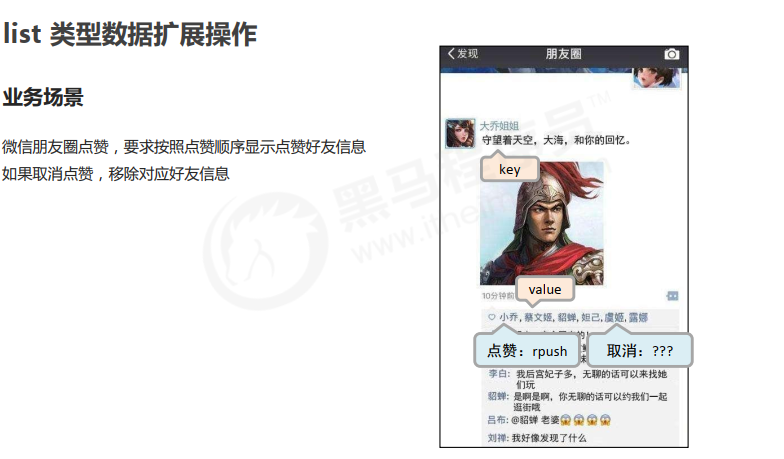 list 类型数据扩展操作
业务场景
微信朋友圈点赞，要求按照点赞顺序显示点赞好友信息
如果取消点赞，移除对应好友信息
发现 朋友圈
大乔姐姐
守望着天空，大海，和你的回忆。
key
value
10分钟前
小乔, 蔡文姬, 貂蝉, 妲己, 虞姬, 露娜
点赞：rpush
取消：???
李白: 我后宫妃子多，无聊的话可以来找她
们玩
貂蝉: 是啊是啊，你无聊的话可以约我们一起
逛街哦
吕布: @貂蝉 老婆😱😱😱😱
刘禅: 我好像发现了什么
黑马程序员™